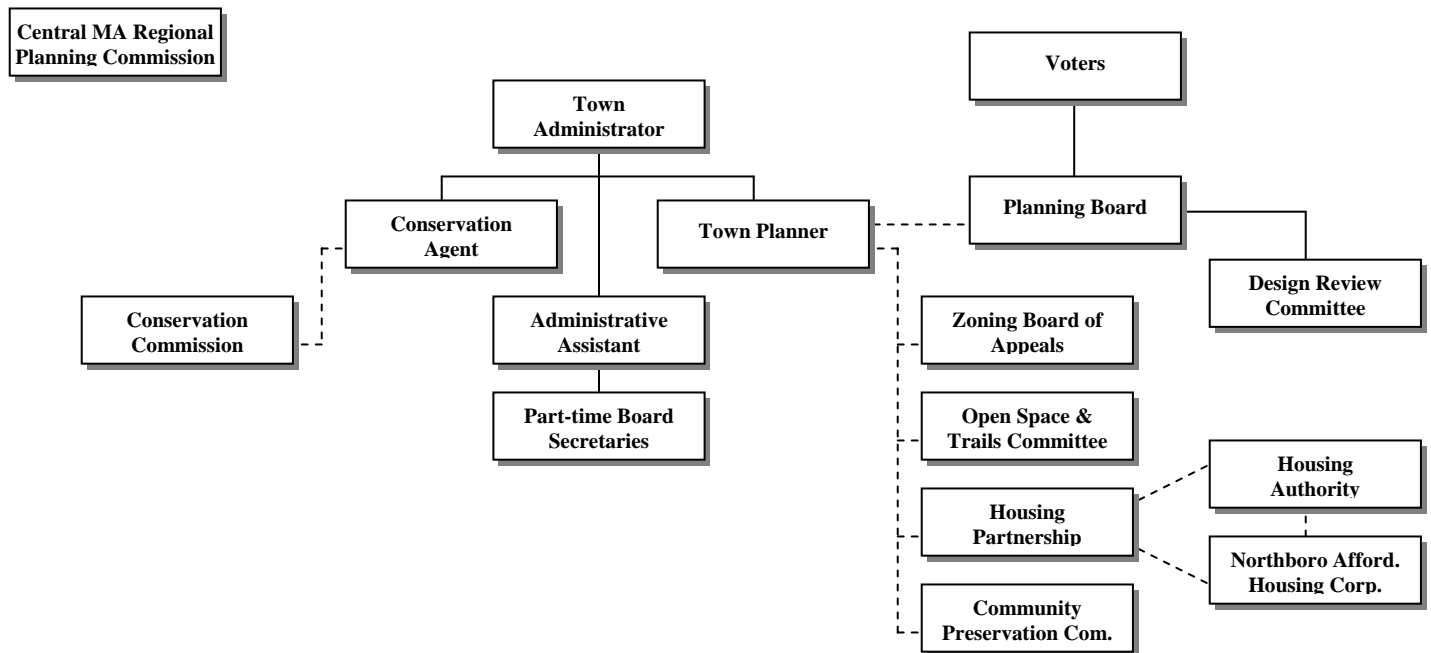 Central MA Regional
Planning Commission
Voters
Town
Administrator
Conservation
Agent
Town Planner
Planning Board
Conservation
Commission
Administrative
Assistant
Part-time Board
Secretaries
Design Review
Committee
Zoning Board of
Appeals
Open Space &
Trails Committee
Housing
Partnership
Housing
Authority
Northboro Afford.
Housing Corp.
Community
Preservation Com.